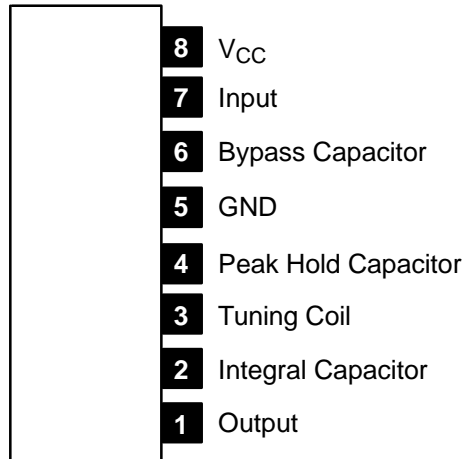 8 VCC
7 Input
6 Bypass Capacitor
5 GND
4 Peak Hold Capacitor
3 Tuning Coil
2 Integral Capacitor
1 Output